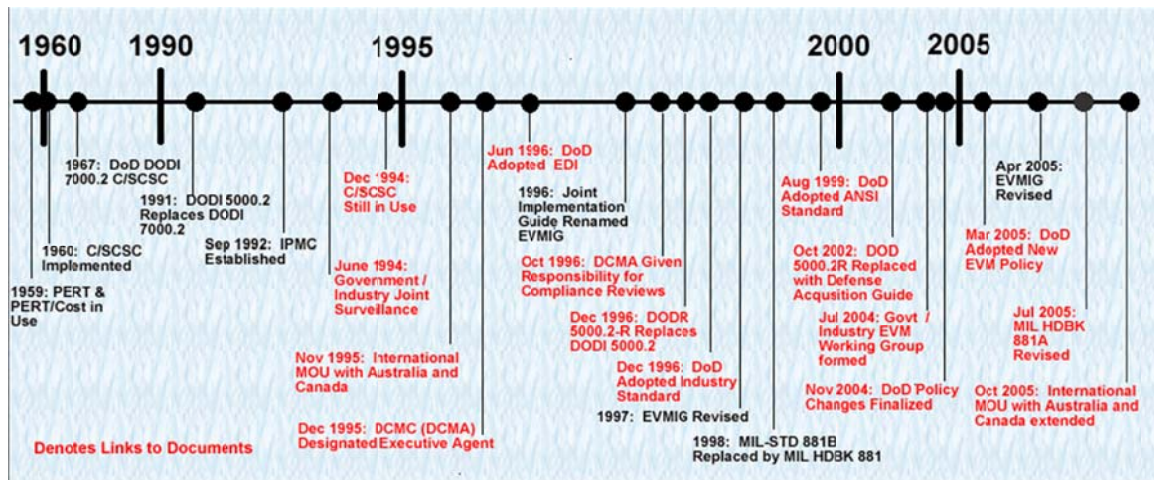 1960
1990
1995
2000
2005
1959: PERT &
PERT/Cost in
Use
1960: C/SCSC
Implemented
1967: DoD DODI
7000.2 C/SCSC
1991: DODI 5000.2
Replaces DODI
7000.2
Sep 1992: IPMC
Established
June 1994:
Government /
Industry Joint
Surveillance
Dec 1994:
C/SCSC
Still in Use
Nov 1995: International
MOU with Australia and
Canada
Dec 1995: DCMC (DCMA)
Designated Executive Agent
Jun 1996: DoD
Adopted EDI
1996: Joint
Implementation
Guide Renamed
EVMIG
Oct 1996: DCMA Given
Responsibility for
Compliance Reviews
Dec 1996: DODR
5000.2-R Replaces
DODI 5000.2
Dec 1996: DoD
Adopted Industry
Standard
1997: EVMIG Revised
1998: MIL-STD 881B
Replaced by MIL HDBK 881
Aug 1999: DoD
Adopted ANSI
Standard
Oct 2002: DOD
5000.2R Replaced
with Defense
Acqusition Guide
Jul 2004: Govt /
Industry EVM
Working Group
formed
Nov 2004: DoD Policy
Changes Finalized
Mar 2005: DoD
Adopted New
EVM Policy
Apr 2005:
EVMIG
Revised
Jul 2005:
MIL HDBK
881A
Revised
Oct 2005: International
MOU with Australia and
Canada extended
Denotes Links to Documents